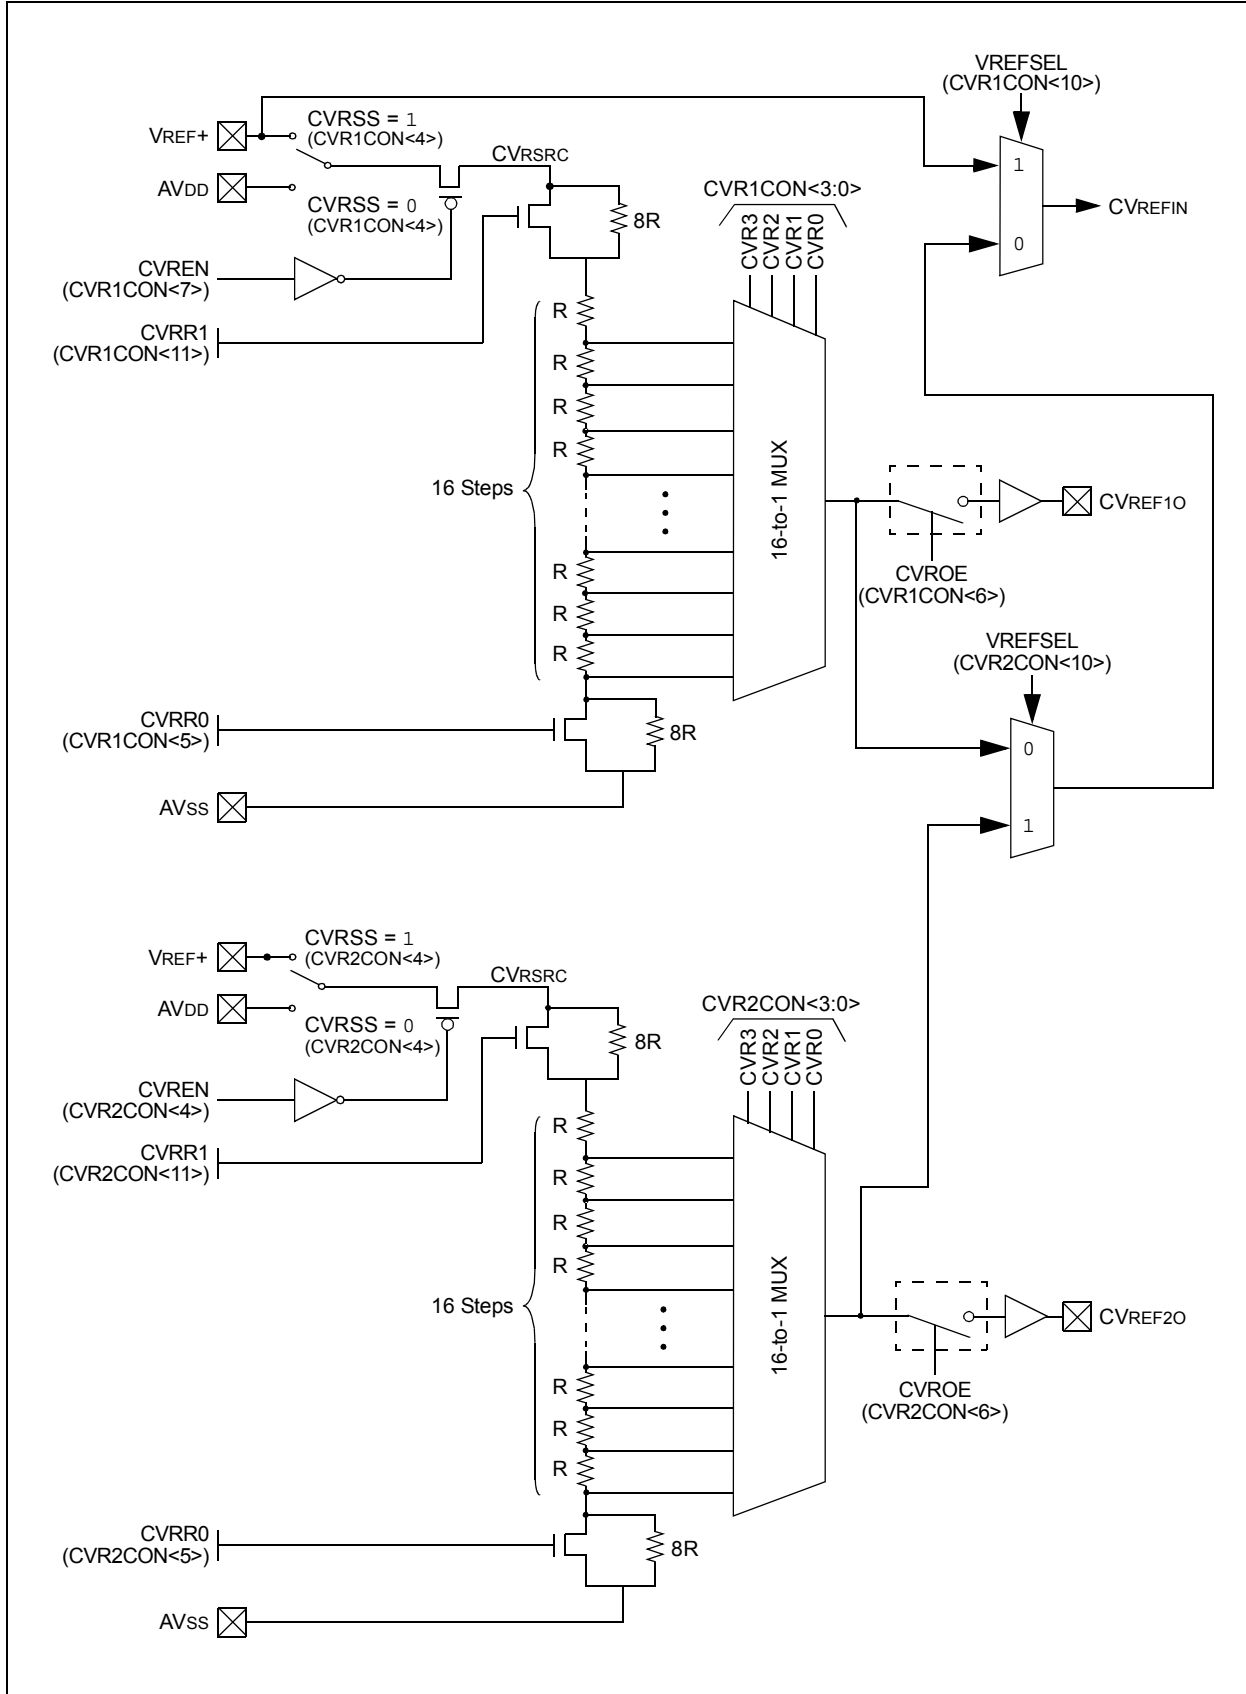 VREFSEL
(CVR1CON<10>)
VREF+
CVRSS = 1
(CVR1CON<4>)
CVRSRC
1
AVDD
CVRSS = 0
(CVR1CON<4>)
8R
CVR1CON<3:0>
CVR3
CVR2
CVR1
CVR0
CVREFIN
0
CVREN
(CVR1CON<7>)
CVRR1
(CVR1CON<11>)
R
R
R
R
16 Steps
16-to-1 MUX
CVREF1O
CVROE
(CVR1CON<6>)
R
R
R
VREFSEL
(CVR2CON<10>)
CVRR0
(CVR1CON<5>)
8R
0
AVSS
1
VREF+
CVRSS = 1
(CVR2CON<4>)
CVRSRC
AVDD
CVRSS = 0
(CVR2CON<4>)
8R
CVR2CON<3:0>
CVR3
CVR2
CVR1
CVR0
CVREN
(CVR2CON<4>)
CVRR1
(CVR2CON<11>)
R
R
R
R
16 Steps
16-to-1 MUX
CVREF2O
CVROE
(CVR2CON<6>)
R
R
R
CVRR0
(CVR2CON<5>)
8R
AVSS